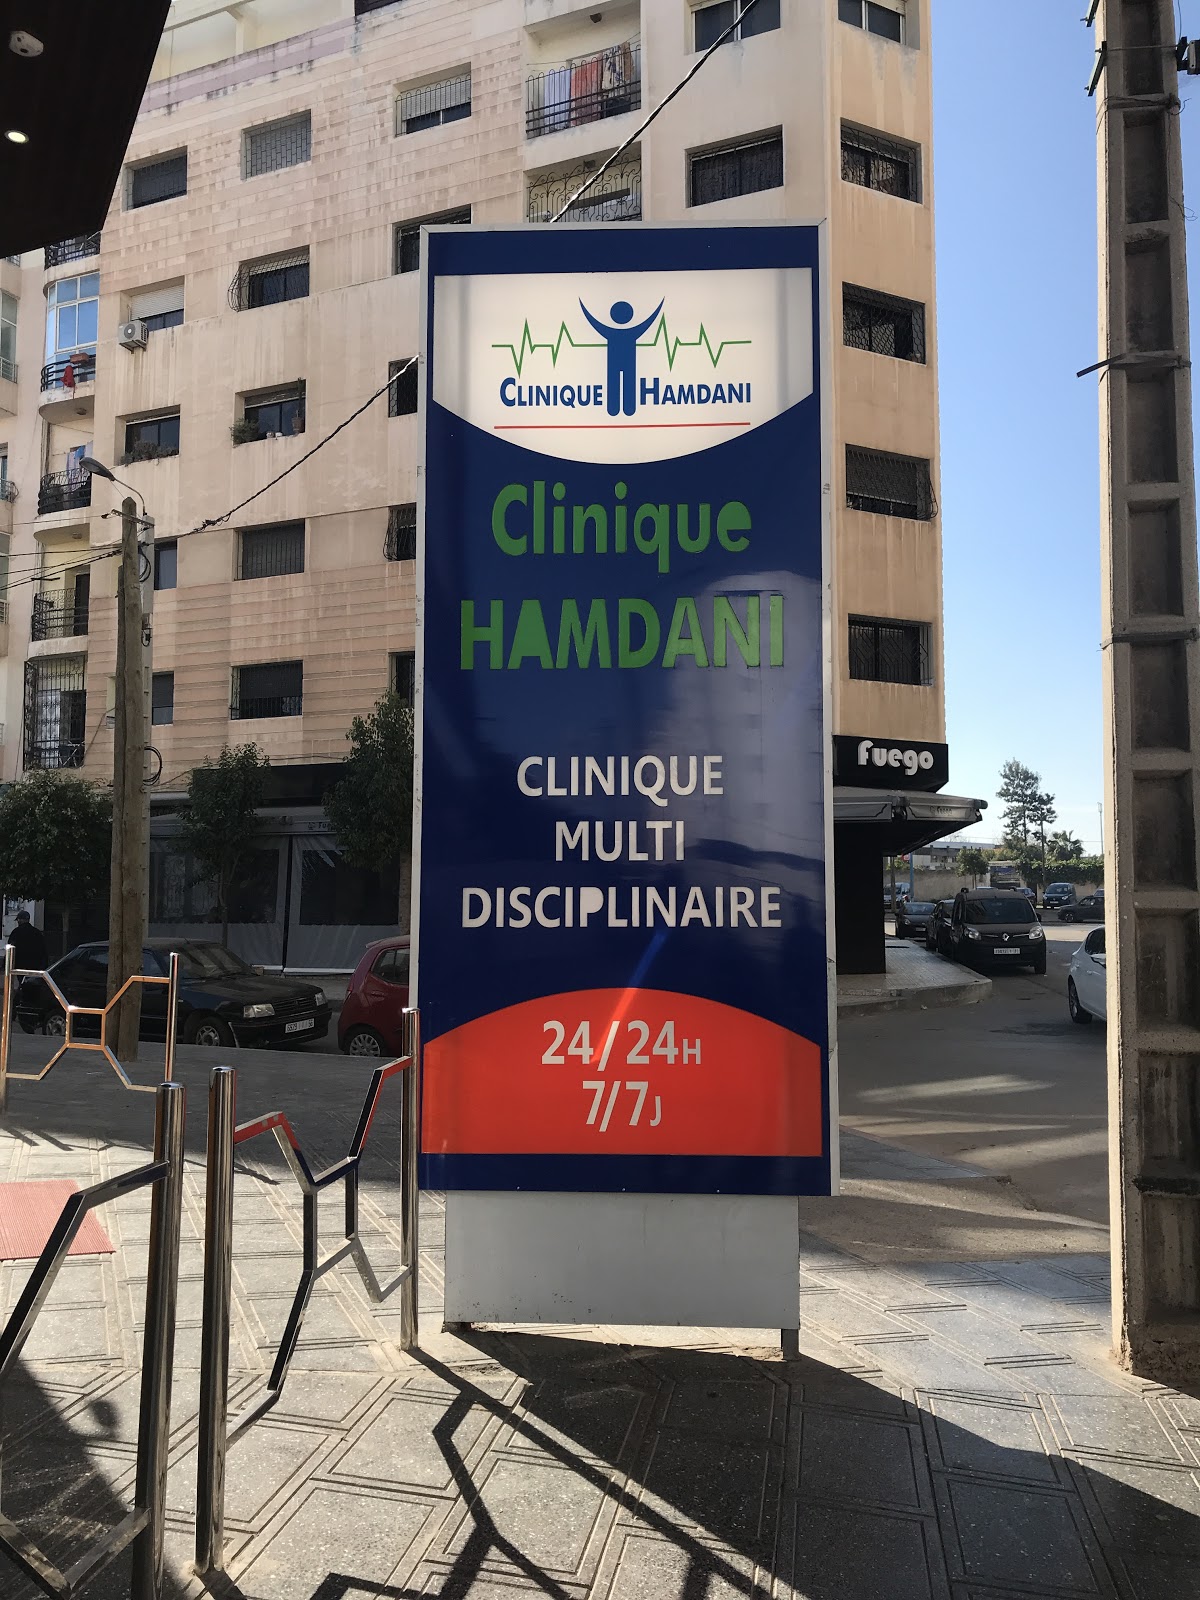 CLINIQUE HAMDANI
Clinique
HAMDANI
CLINIQUE
MULTI
DISCIPLINAIRE
24/24H
7/7J
Fuego